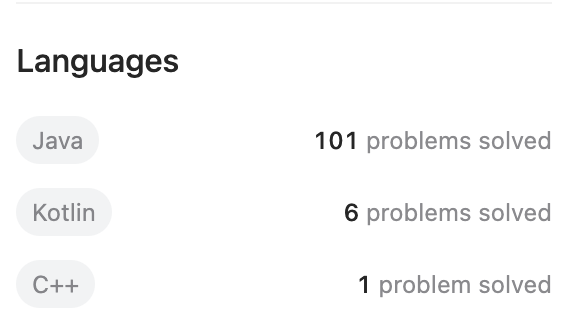 Languages
Java 101 problems solved
Kotlin 6 problems solved
C++ 1 problem solved